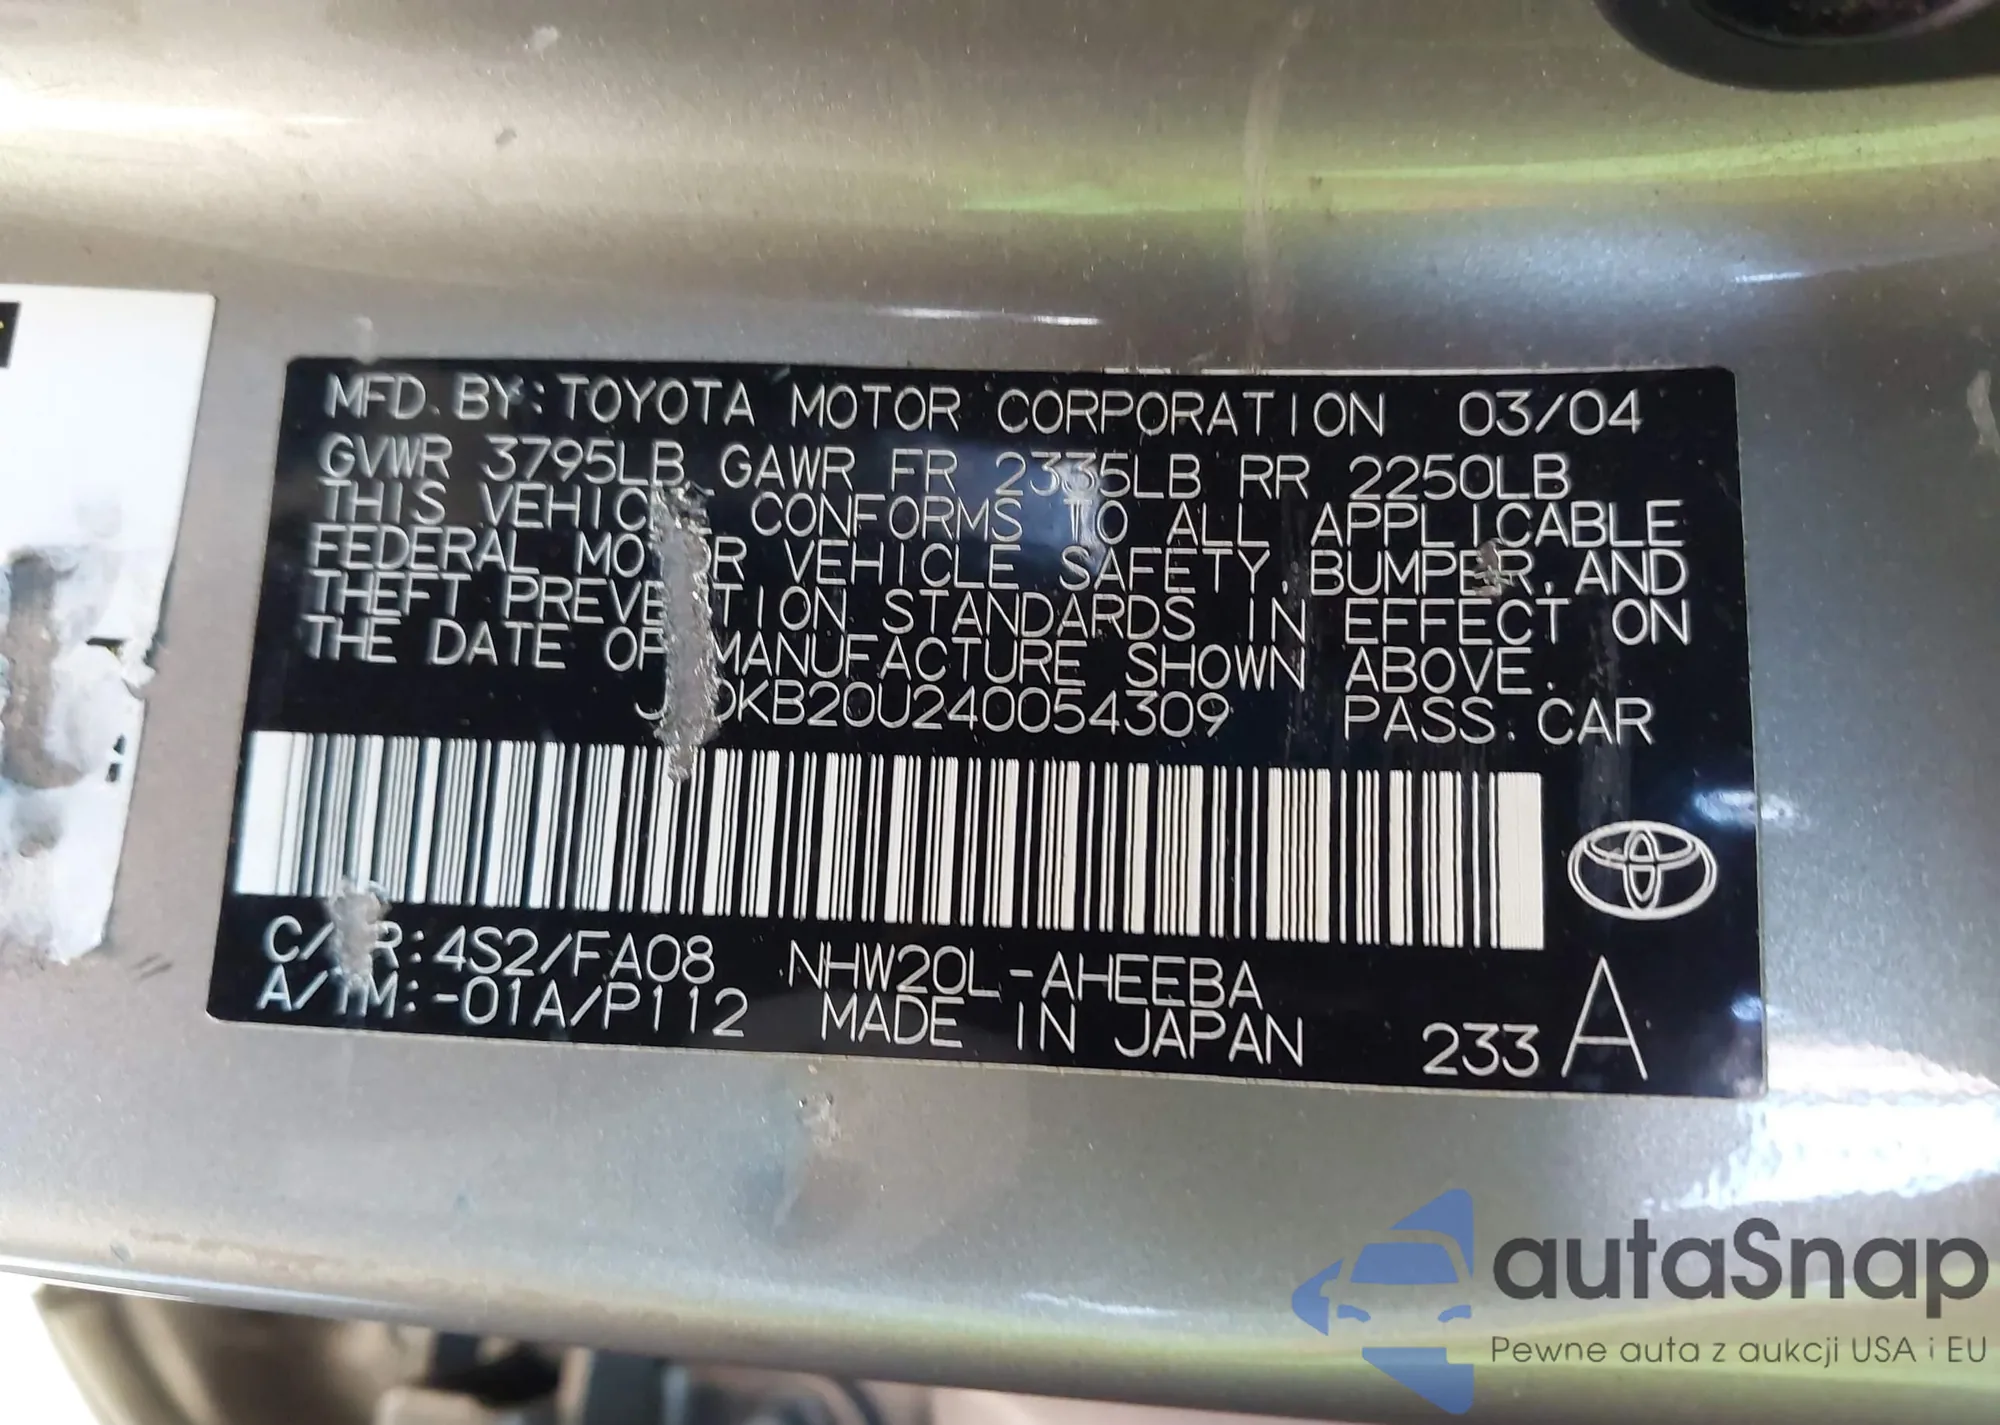 MFD. BY: TOYOTA MOTOR CORPORATION 03/04
GVWR 3795LB GAWR FR 2335LB RR 2250LB
THIS VEHICLE CONFORMS TO ALL APPLICABLE
FEDERAL MOTOR VEHICLE SAFETY, BUMPER, AND
THEFT PREVENTION STANDARDS IN EFFECT ON
THE DATE OF MANUFACTURE SHOWN ABOVE.
PASS. CAR
C/TR: 4S2/FA08 NHW20L-AHEEBA
A/TM: -01A/P112 MADE IN JAPAN 233 A
autaSnap
Pewne auta z aukcji USA i EU